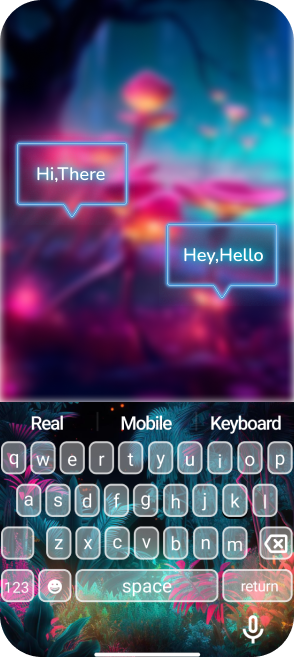 Hi,There
Hey,Hello
Real Mobile Keyboard
q w e r t y u i o p
a s d f g h j k l
z x c v b n m
123 space return